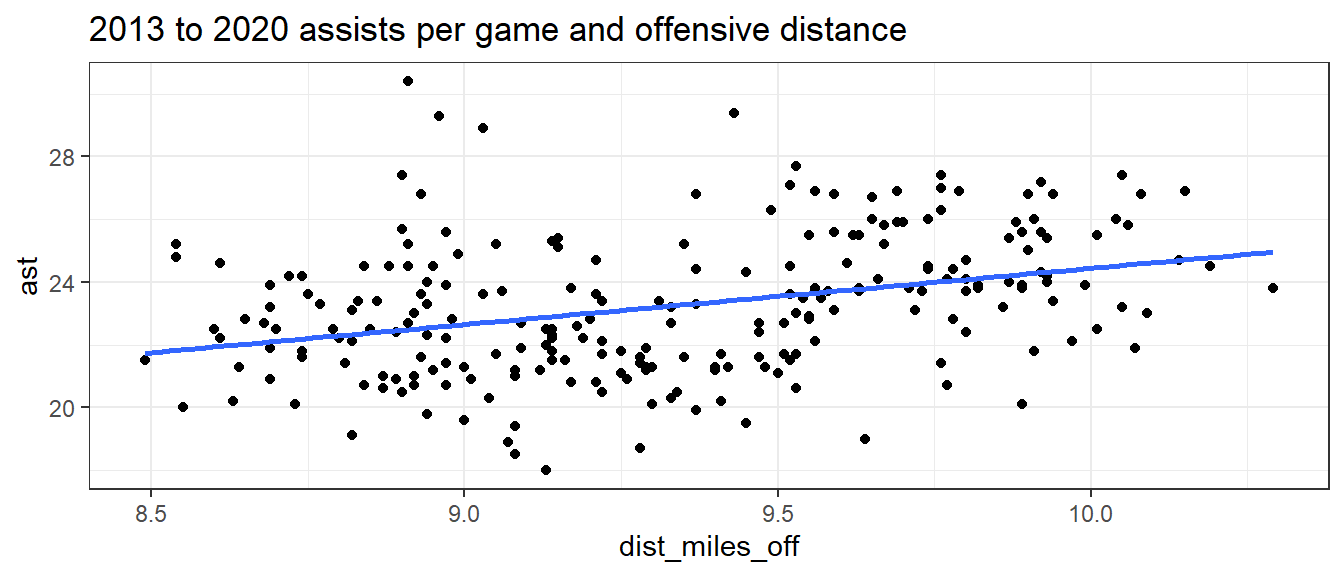 2013 to 2020 assists per game and offensive distance
ast
28
24
20
8.5 9.0 9.5 10.0
dist_miles_off